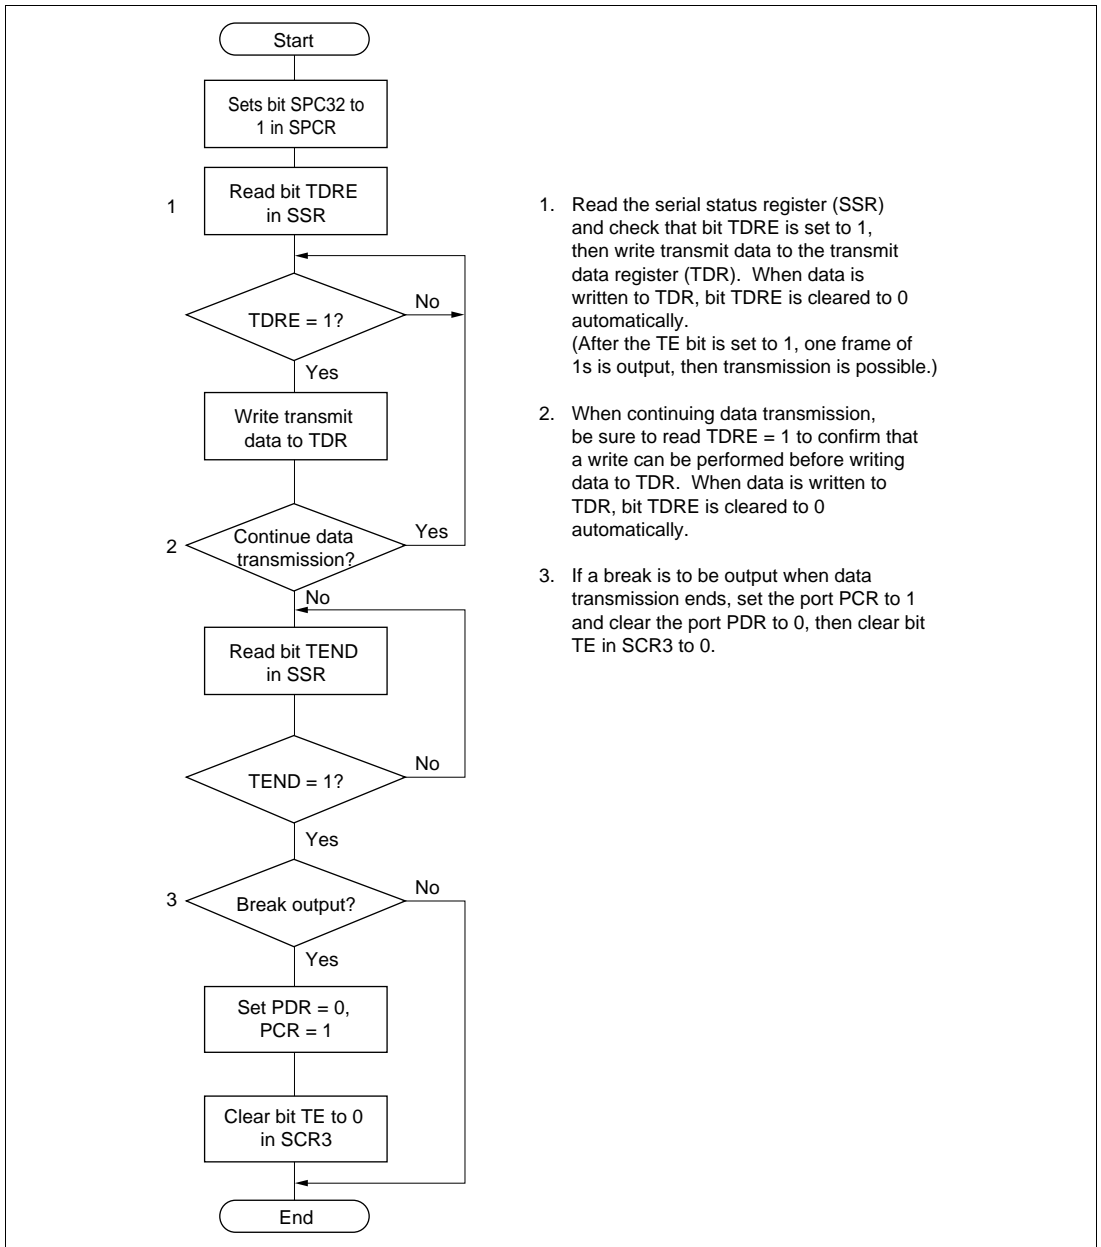 Start
Sets bit SPC32 to
1 in SPCR
1
Read bit TDRE
in SSR
TDRE = 1?
No
Yes
Write transmit
data to TDR
2
Continue data
transmission?
Yes
No
Read bit TEND
in SSR
TEND = 1?
No
Yes
3
Break output?
No
Yes
Set PDR = 0,
PCR = 1
Clear bit TE to 0
in SCR3
End
1. Read the serial status register (SSR)
and check that bit TDRE is set to 1,
then write transmit data to the transmit
data register (TDR). When data is
written to TDR, bit TDRE is cleared to 0
automatically.
(After the TE bit is set to 1, one frame of
1s is output, then transmission is possible.)
2. When continuing data transmission,
be sure to read TDRE = 1 to confirm that
a write can be performed before writing
data to TDR. When data is written to
TDR, bit TDRE is cleared to 0
automatically.
3. If a break is to be output when data
transmission ends, set the port PCR to 1
and clear the port PDR to 0, then clear bit
TE in SCR3 to 0.